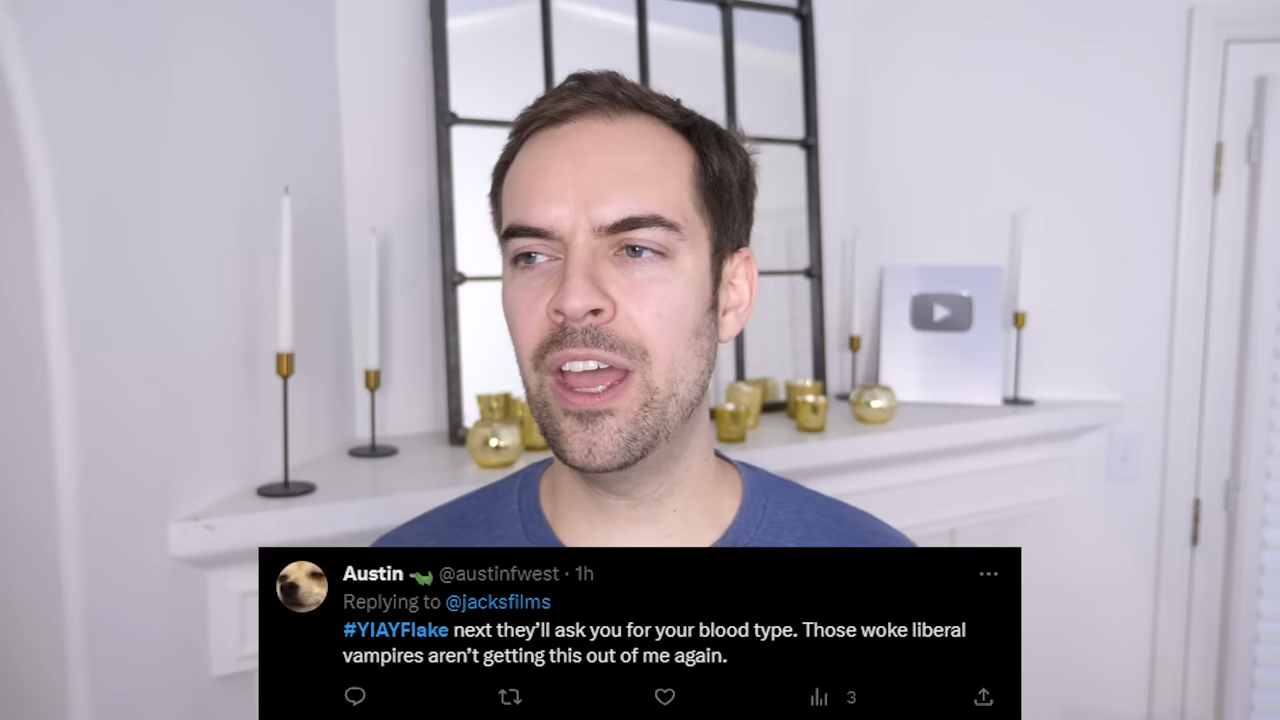 Austin 🐊 @austinfwest · 1h
Replying to @jacksfilms
#YIAYFlake next they’ll ask you for your blood type. Those woke liberal
vampires aren’t getting this out of me again.
3